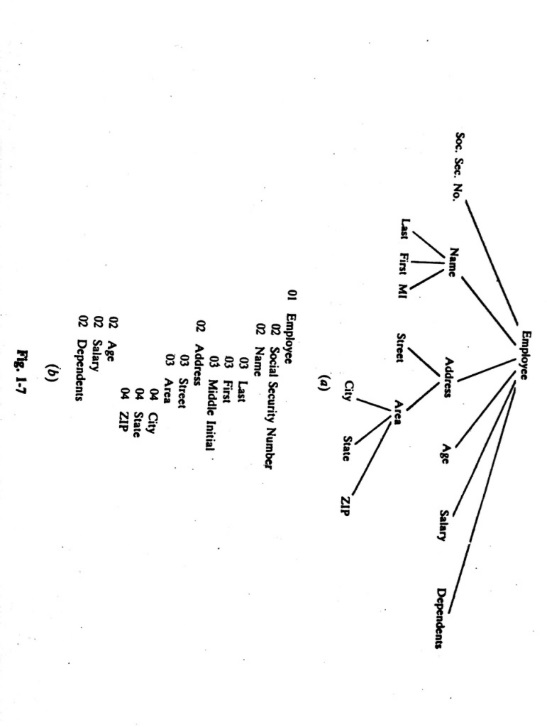 Employee
Soc. Sec. No. Name Address Age Salary Dependents
Last First MI Street Area
City State ZIP
(a)
01 Employee
02 Social Security Number
02 Name
03 Last
03 First
03 Middle Initial
02 Address
03 Street
03 Area
04 City
04 State
04 ZIP
02 Age
02 Salary
02 Dependents
(b)
Fig. 1-7